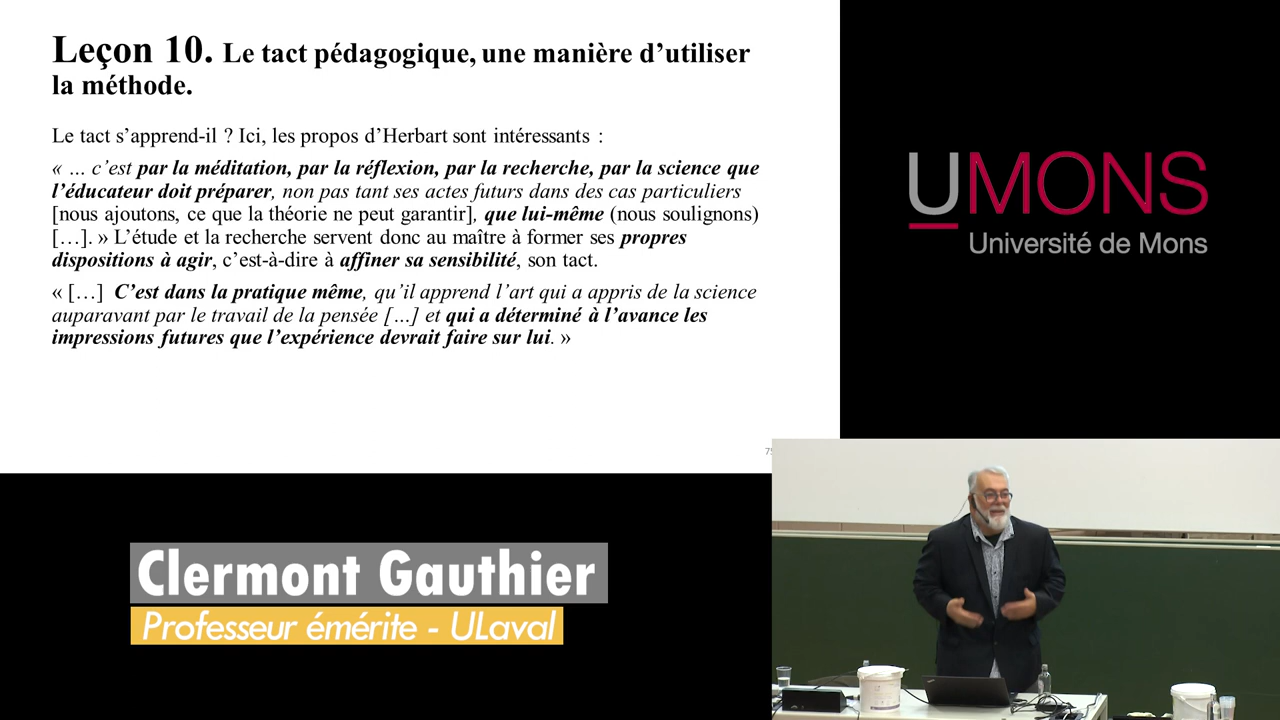 Leçon 10. Le tact pédagogique, une manière d’utiliser
la méthode.
Le tact s’apprend-il ? Ici, les propos d’Herbart sont intéressants :
« … c’est par la méditation, par la réflexion, par la recherche, par la science que
l’éducateur doit préparer, non pas tant ses actes futurs dans des cas particuliers
[nous ajoutons, ce que la théorie ne peut garantir], que lui-même (nous soulignons)
[…]. » L’étude et la recherche servent donc au maître à former ses propres
dispositions à agir, c’est-à-dire à affiner sa sensibilité, son tact.
« […] C’est dans la pratique même, qu’il apprend l’art qui a appris de la science
auparavant par le travail de la pensée […] et qui a déterminé à l’avance les
impressions futures que l’expérience devrait faire sur lui. »
UMONS
Université de Mons
Clermont Gauthier
Professeur émérite - ULaval